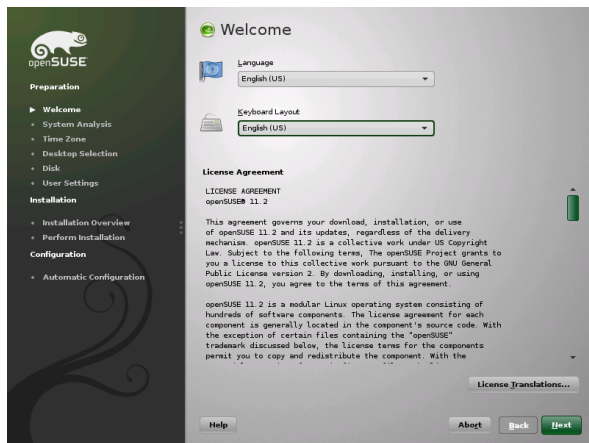 openSUSE
Preparation
Welcome
System Analysis
Time Zone
Desktop Selection
Disk
User Settings
Installation
Installation Overview
Perform Installation
Configuration
Automatic Configuration
Welcome
Language
English (US)
Keyboard Layout
English (US)
License Agreement
LICENSE AGREEMENT
openSUSE® 11.2
This agreement governs your download, installation, or use
of openSUSE 11.2 and its updates, regardless of the delivery
mechanism. openSUSE 11.2 is a collective work under US Copyright
Law. Subject to the following terms, The openSUSE Project grants to
you a license to this collective work pursuant to the GNU General
Public License version 2. By downloading, installing, or using
openSUSE 11.2, you agree to the terms of this agreement.
openSUSE 11.2 is a modular Linux operating system consisting of
hundreds of software components. The license agreement for each
component is generally located in the component's source code. With
the exception of certain files containing the "openSUSE"
trademark discussed below, the license terms for the components
permit you to copy and redistribute the component. With the
License Translations...
Help
Abort
Back
Next